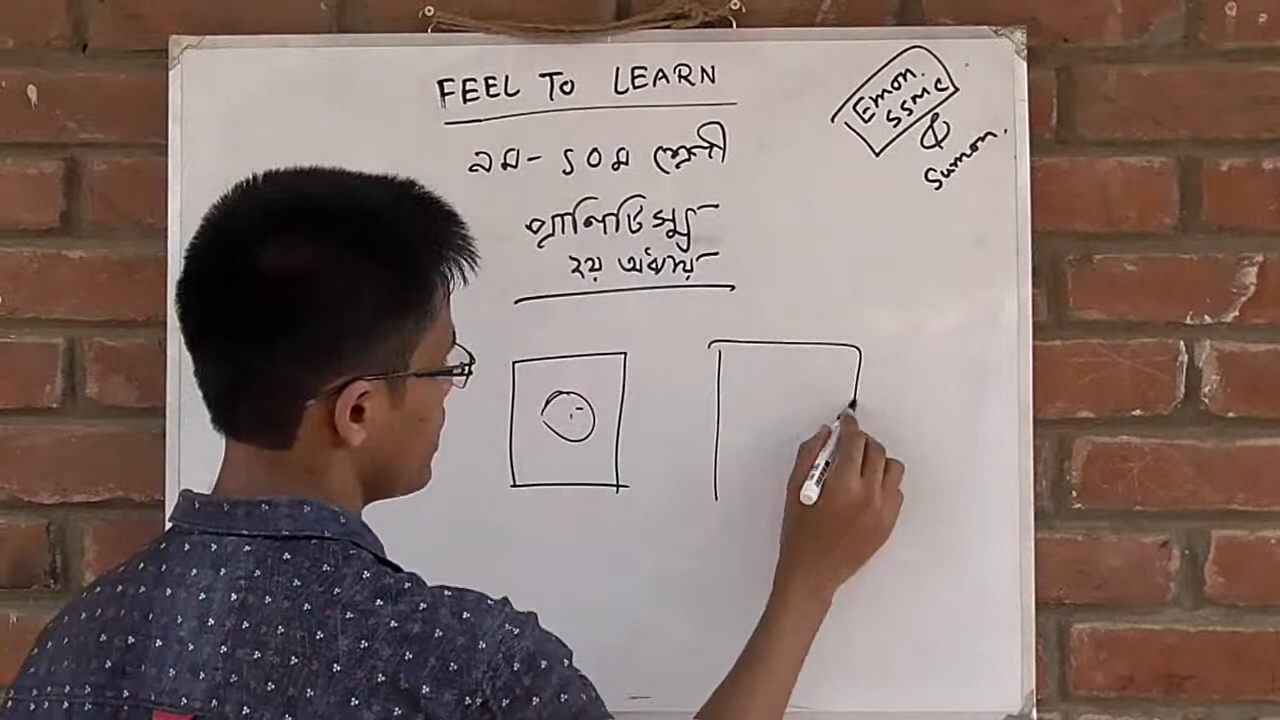 FEEL TO LEARN
৯ম - ১০ম শ্রেণী
প্রানিটিস্যু
২য় অধ্যায়
Emon.
SSMC
&
Sumon.